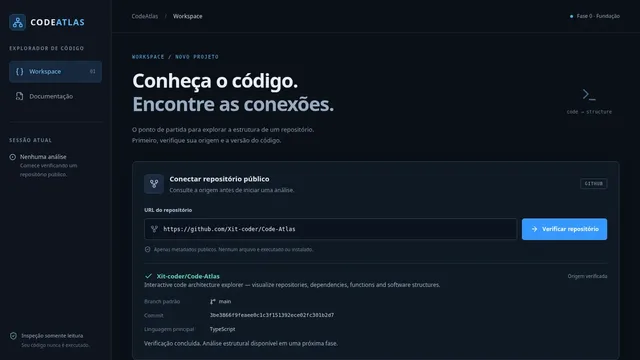 CODEATLAS
Workspace / Workspace
Fase 0 · Fundação
EXPLORADOR DE CÓDIGO
{ } Workspace 01
Documentação
SESSÃO ATUAL
Nenhuma análise
Comece verificando um
repositório público.
WORKSPACE / NOVO PROJETO
Conheça o código.
Encontre as conexões.
O ponto de partida para explorar a estrutura de um repositório.
Primeiro, verifique sua origem e a versão do código.
>_
code → structure
Conectar repositório público
Consulte a origem antes de iniciar uma análise.
GITHUB
URL do repositório
https://github.com/Xit-coder/Code-Atlas
→ Verificar repositório
Apenas metadados públicos. Nenhum arquivo é executado ou instalado.
Xit-coder/Code-Atlas
Origem verificada
Interactive code architecture explorer — visualize repositories, dependencies, functions and software structures.
Branch padrão main
Commit
Linguagem principal TypeScript
Verificação concluída. Análise estrutural disponível em uma próxima fase.
Inspeção somente leitura
Seu código nunca é executado.